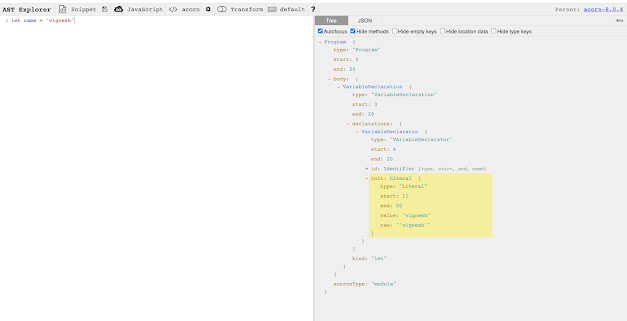 AST Explorer Snippet JavaScript </> acorn Transform default ? Parser: acorn-8.0.4
1 let name = 'vignesh'
Tree JSON
Autofocus Hide methods Hide empty keys Hide location data Hide type keys
- Program {
type: "Program"
start: 0
end: 20
- body: [
- VariableDeclaration {
type: "VariableDeclaration"
start: 0
end: 20
- declarations: [
- VariableDeclarator {
type: "VariableDeclarator"
start: 4
end: 20
+ id: Identifier {type, start, end, name}
- init: Literal {
type: "Literal"
start: 11
end: 20
value: "vignesh"
raw: "'vignesh'"
}
}
]
kind: "let"
}
]
sourceType: "module"
}